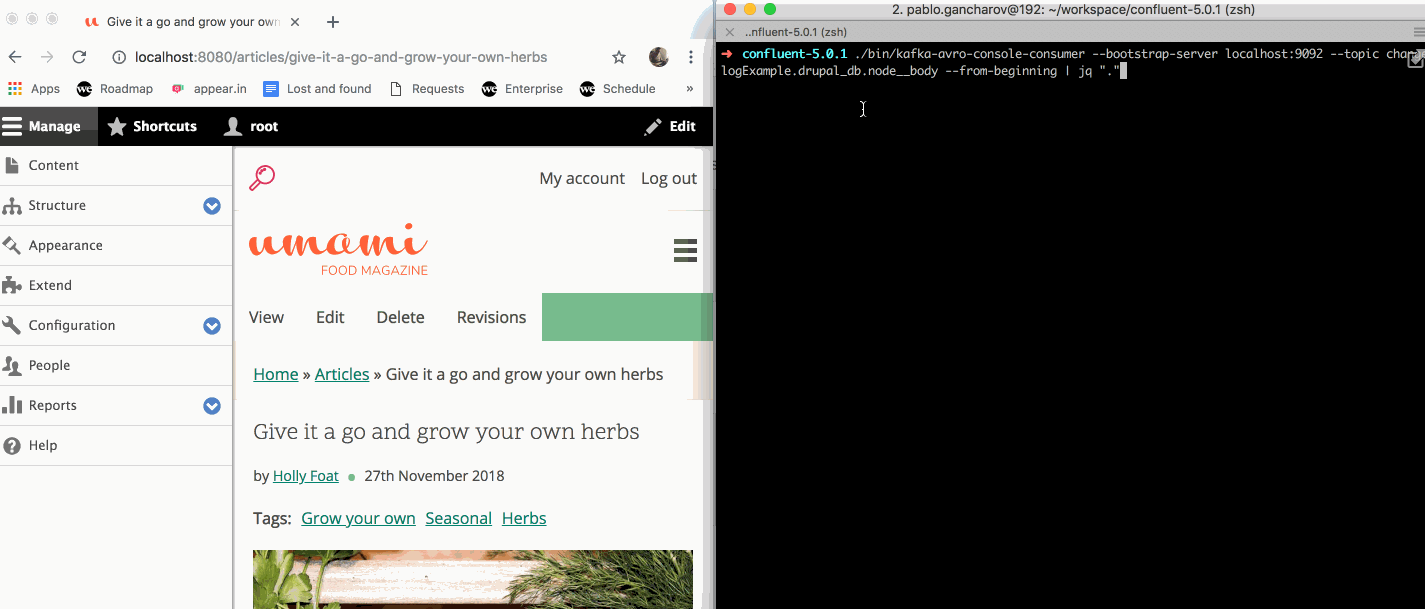 Give it a go and grow your own
localhost:8080/articles/give-it-a-go-and-grow-your-own-herbs
Apps we Roadmap appear.in Lost and found Requests we Enterprise we Schedule »
Manage Shortcuts root Edit
Content
Structure
Appearance
Extend
Configuration
People
Reports
Help
My account Log out
umami
FOOD MAGAZINE
View Edit Delete Revisions
Home » Articles » Give it a go and grow your own herbs
Give it a go and grow your own herbs
by Holly Foat • 27th November 2018
Tags: Grow your own Seasonal Herbs
2. pablo.gancharov@192: ~/workspace/confluent-5.0.1 (zsh)
..nfluent-5.0.1 (zsh)
➜ confluent-5.0.1 ./bin/kafka-avro-console-consumer --bootstrap-server localhost:9092 --topic change
logExample.drupal_db.node__body --from-beginning | jq "."